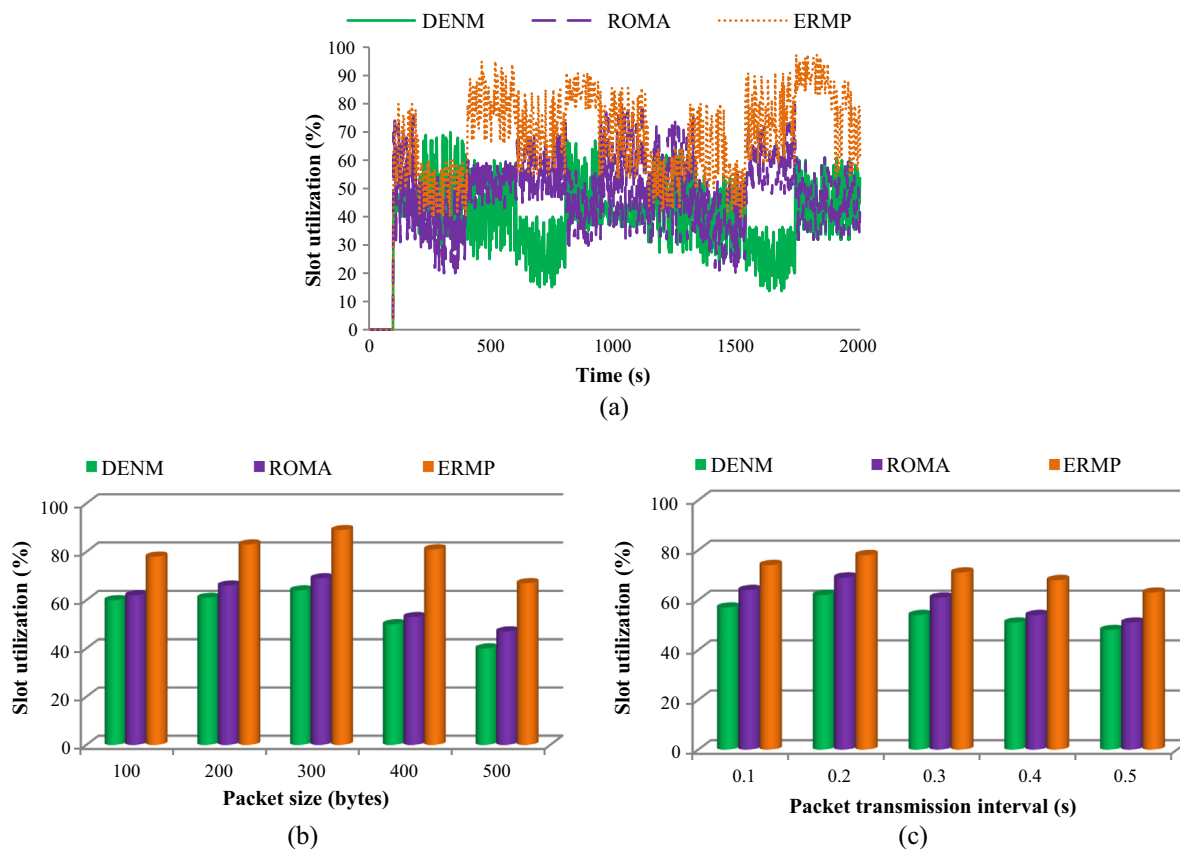 DENM ROMA ERMP
100
90
80
70
60
50
40
30
20
10
0
Slot utilization (%)
0 500 1000 1500 2000
Time (s)
(a)
DENM ROMA ERMP
100
80
60
40
20
0
Slot utilization (%)
100 200 300 400 500
Packet size (bytes)
(b)
DENM ROMA ERMP
100
80
60
40
20
0
Slot utilization (%)
0.1 0.2 0.3 0.4 0.5
Packet transmission interval (s)
(c)